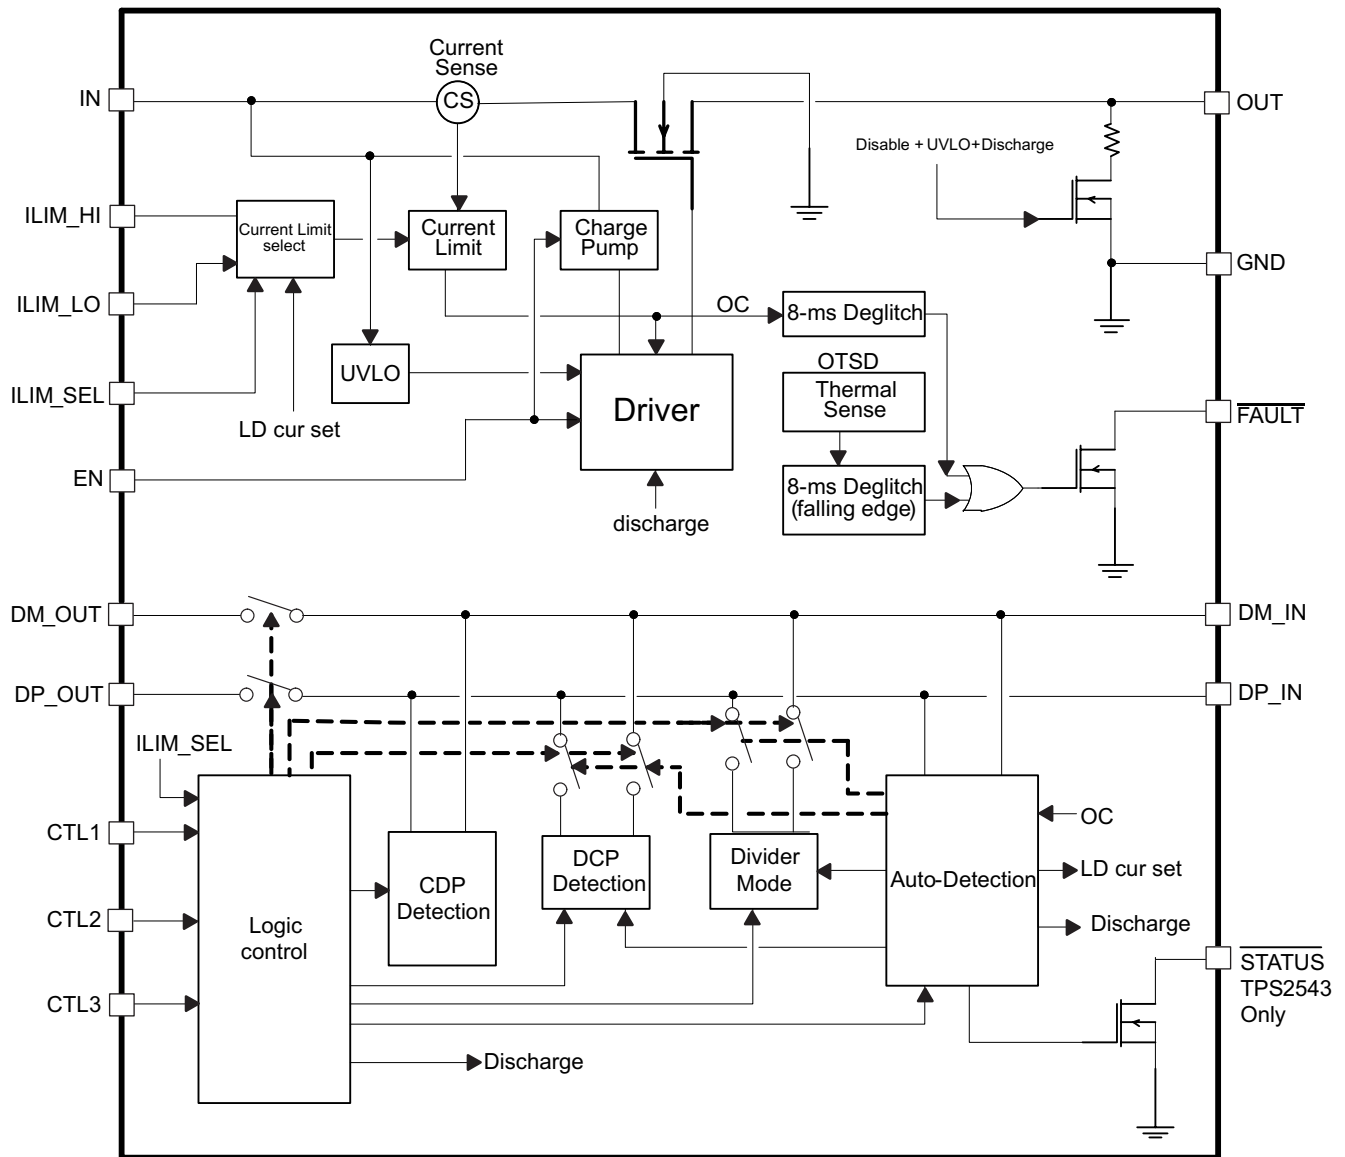 Current
Sense
IN
CS
OUT
Disable + UVLO+Discharge
ILIM_HI
Current Limit
select
Current
Limit
Charge
Pump
GND
ILIM_LO
OC
8-ms Deglitch
UVLO
OTSD
Thermal
Sense
ILIM_SEL
LD cur set
Driver
FAULT
EN
8-ms Deglitch
(falling edge)
discharge
DM_OUT
DM_IN
DP_OUT
DP_IN
ILIM_SEL
CTL1
OC
DCP
Detection
Divider
Mode
Auto-Detection
LD cur set
CDP
Detection
CTL2
Logic
control
Discharge
STATUS
TPS2543
Only
CTL3
Discharge